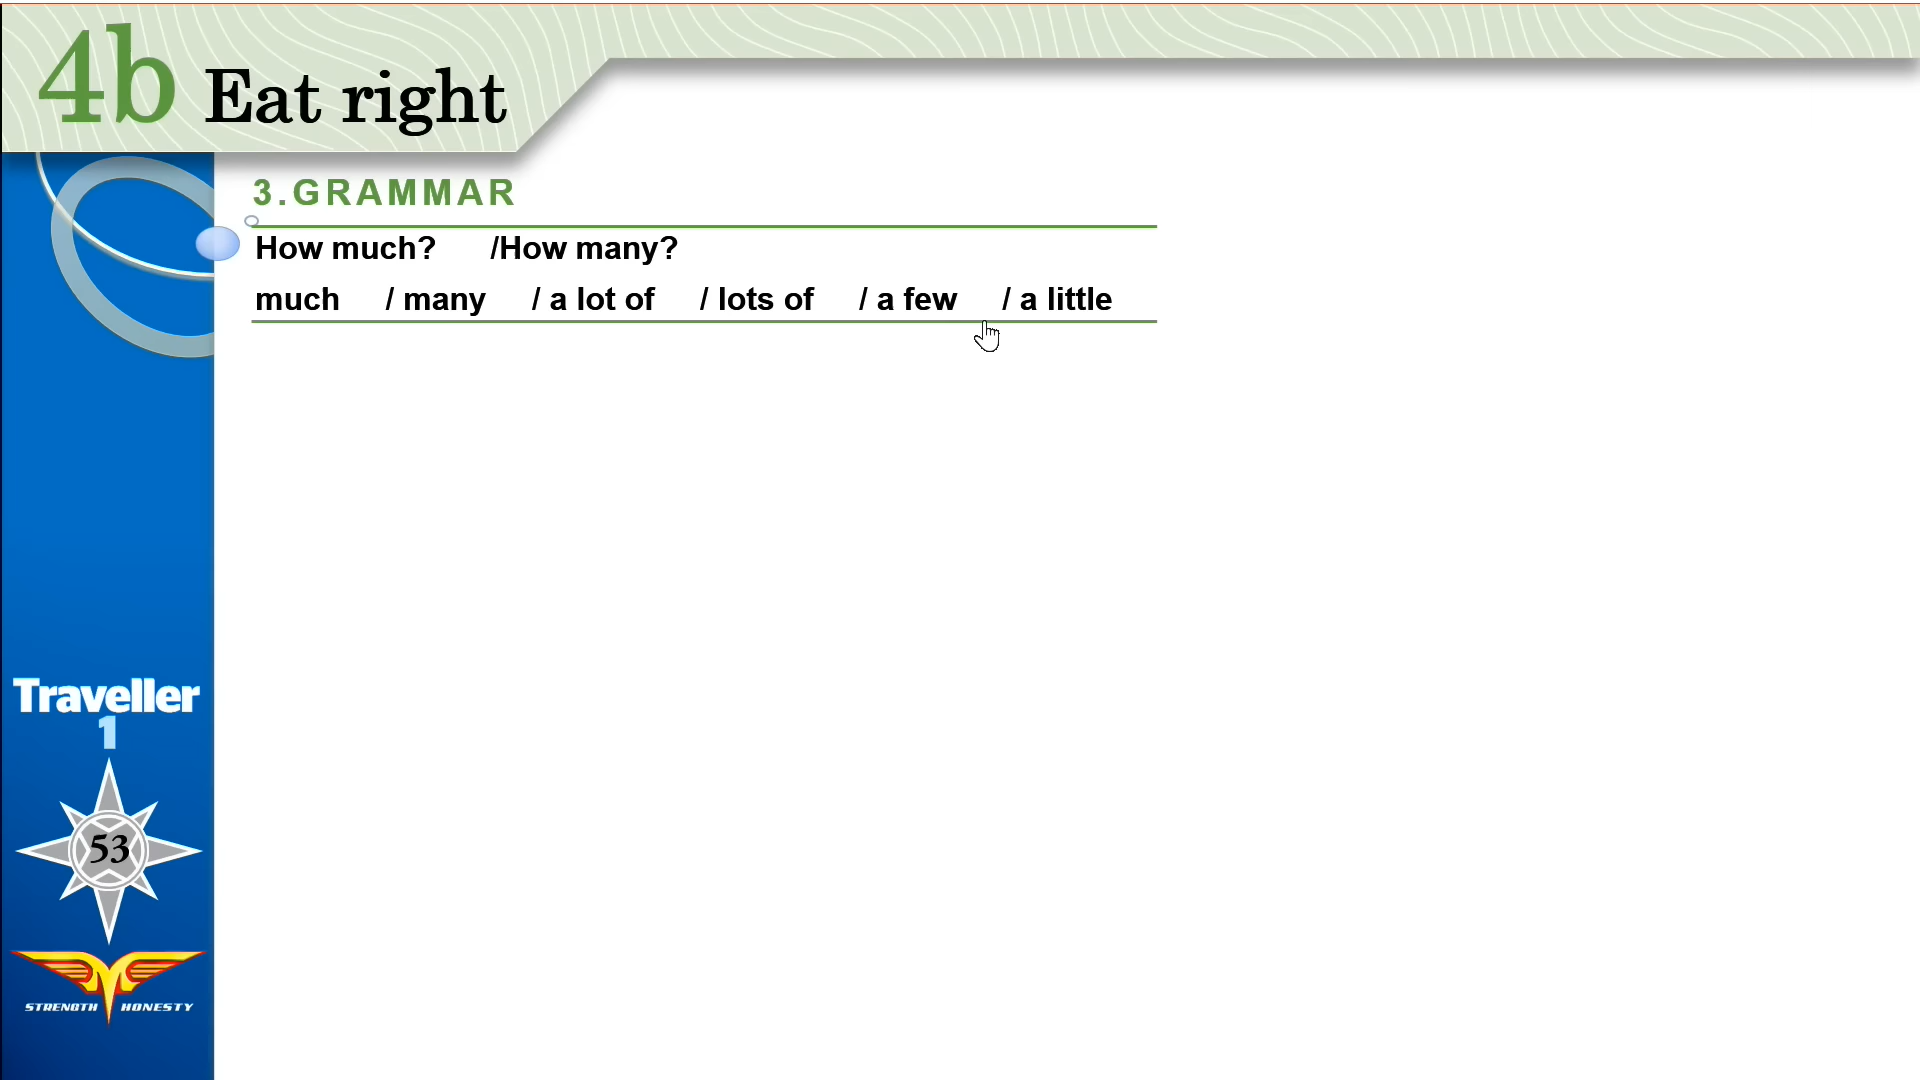 4b Eat right
3.GRAMMAR
How much? /How many?
much / many / a lot of / lots of / a few / a little
Traveller
1
53
STRENGTH HONESTY